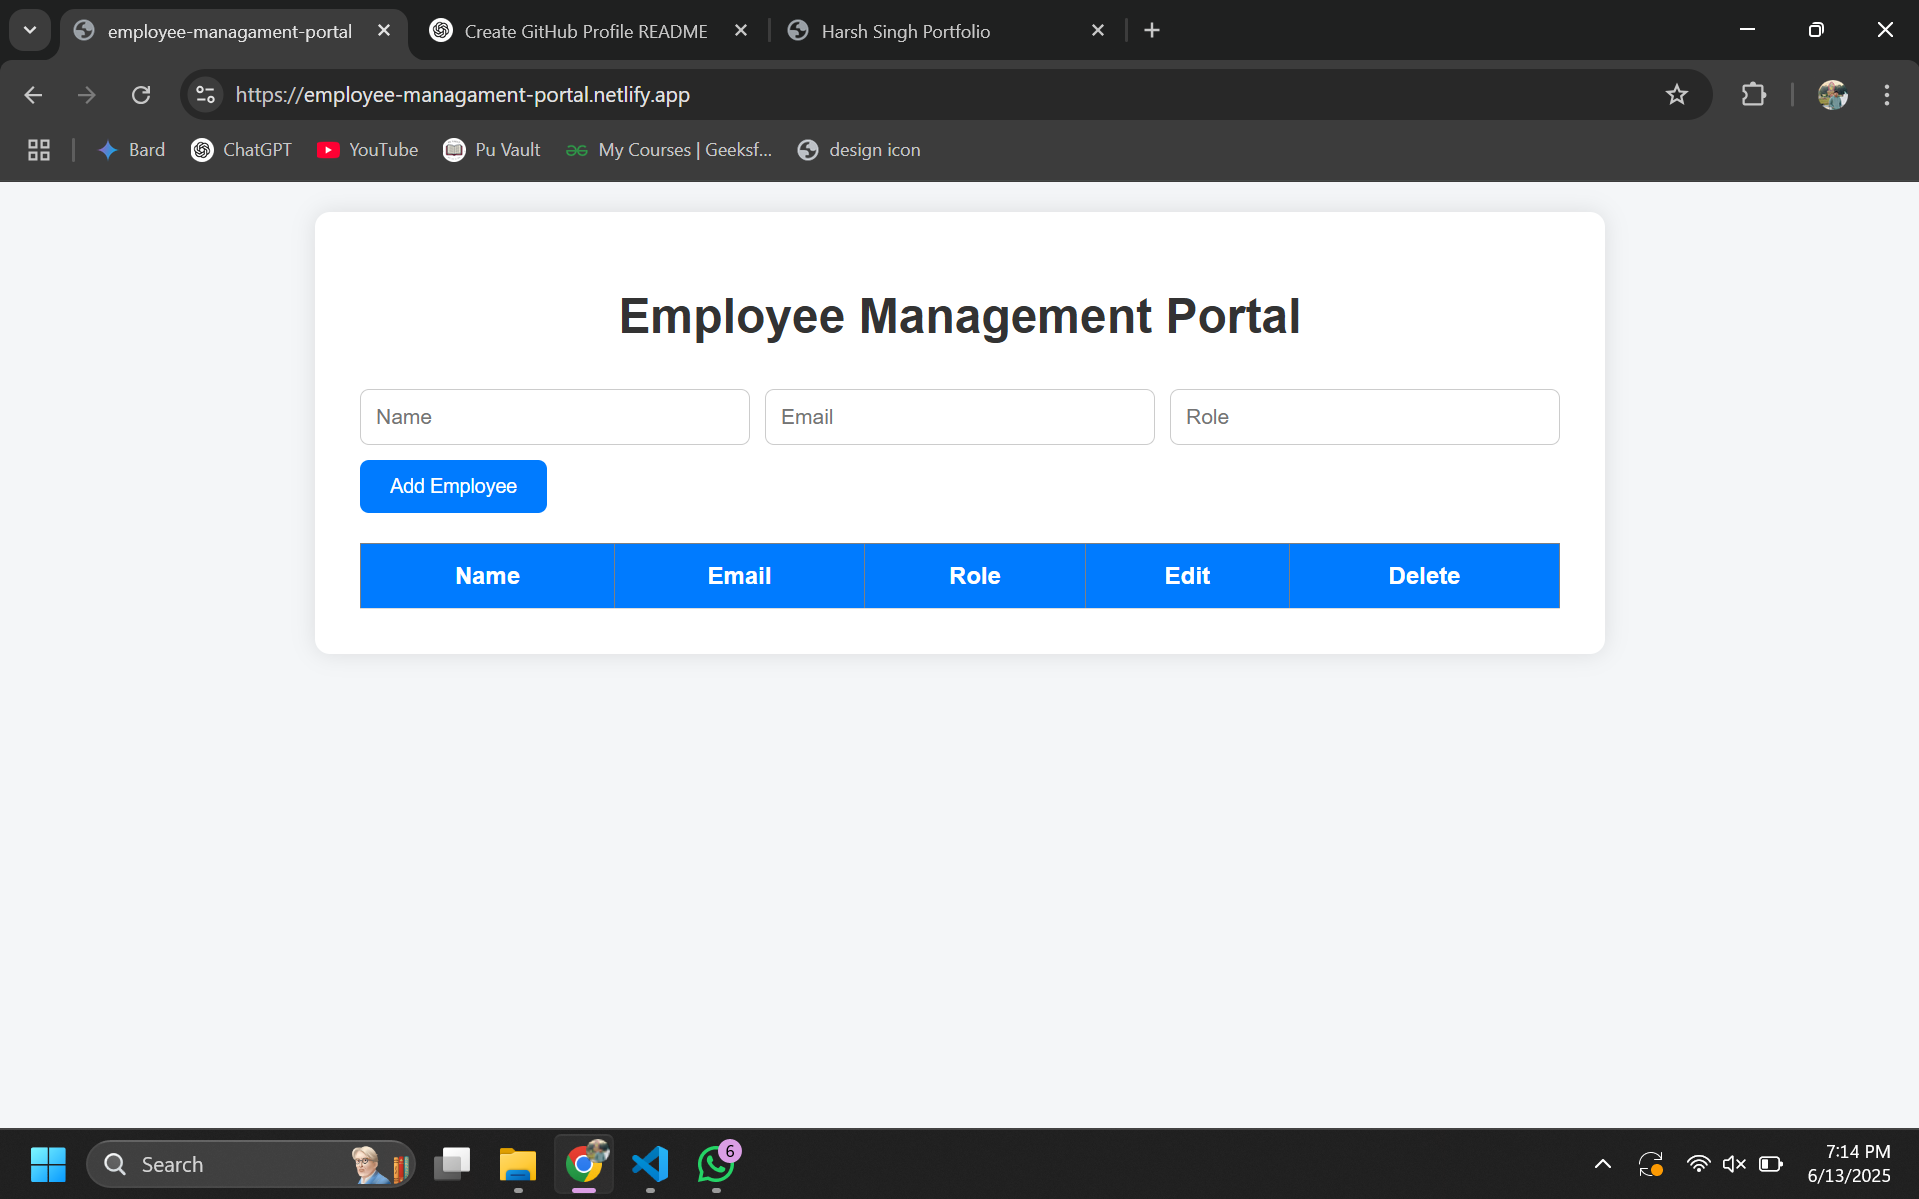 employee-managament-portal
Create GitHub Profile README
Harsh Singh Portfolio
https://employee-managament-portal.netlify.app
Bard
ChatGPT
YouTube
Pu Vault
My Courses | Geeksf...
design icon
Employee Management Portal
Name
Email
Role
Add Employee
Name Email Role Edit Delete
Search
6
7:14 PM
6/13/2025